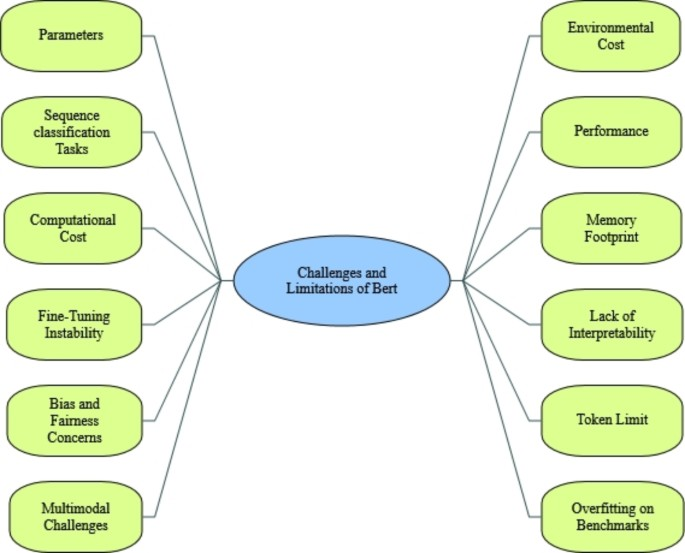 Parameters
Sequence
classification
Tasks
Computational
Cost
Fine-Tuning
Instability
Bias and
Fairness
Concerns
Multimodal
Challenges
Challenges and
Limitations of Bert
Environmental
Cost
Performance
Memory
Footprint
Lack of
Interpretability
Token Limit
Overfitting on
Benchmarks